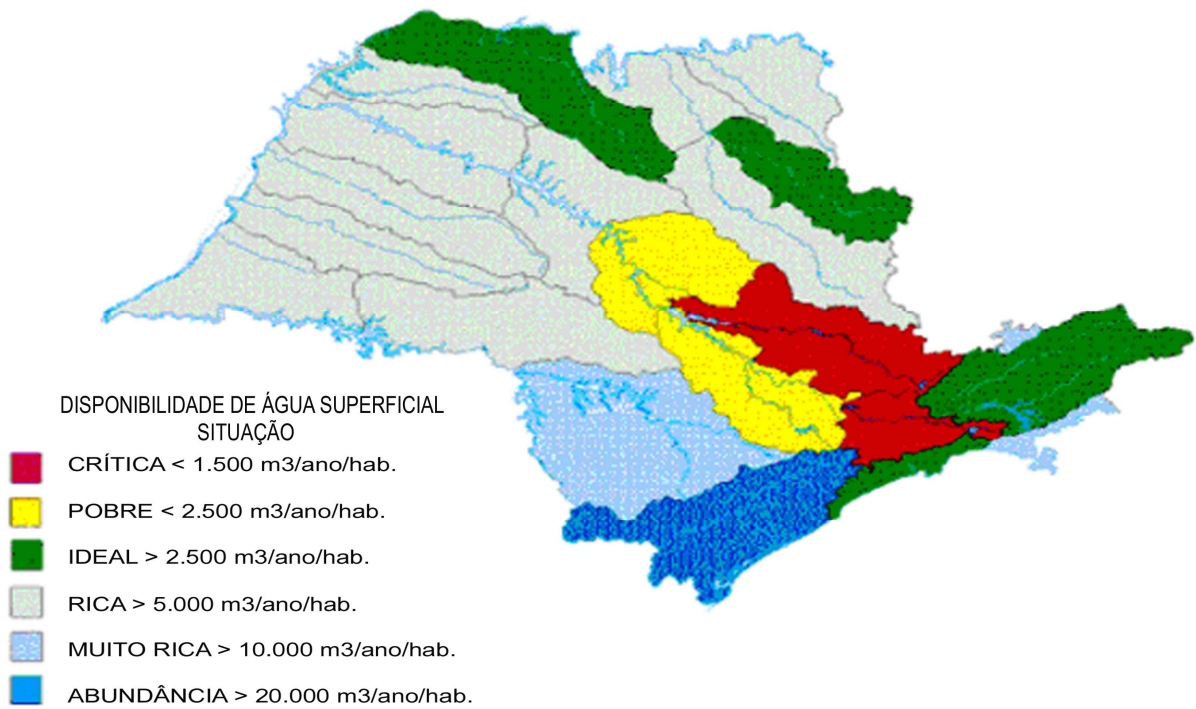 DISPONIBILIDADE DE ÁGUA SUPERFICIAL
SITUAÇÃO
CRÍTICA < 1.500 m3/ano/hab.
POBRE < 2.500 m3/ano/hab.
IDEAL > 2.500 m3/ano/hab.
RICA > 5.000 m3/ano/hab.
MUITO RICA > 10.000 m3/ano/hab.
ABUNDÂNCIA > 20.000 m3/ano/hab.